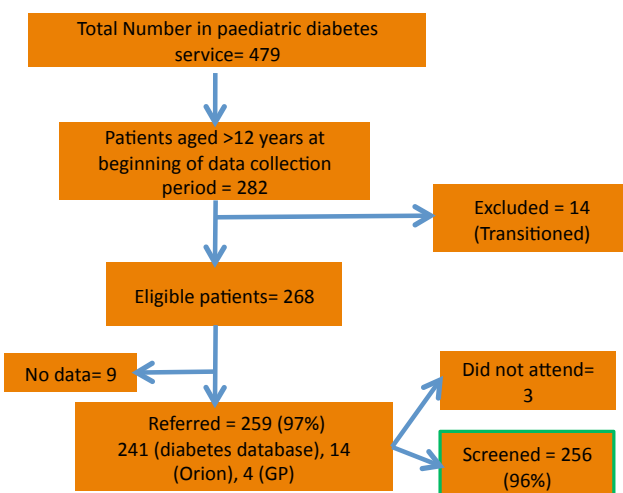 Total Number in paediatric diabetes
service= 479
Patients aged >12 years at
beginning of data collection
period = 282
Excluded = 14
(Transitioned)
Eligible patients= 268
No data= 9
Did not attend=
3
Referred = 259 (97%)
241 (diabetes database), 14
(Orion), 4 (GP)
Screened = 256
(96%)